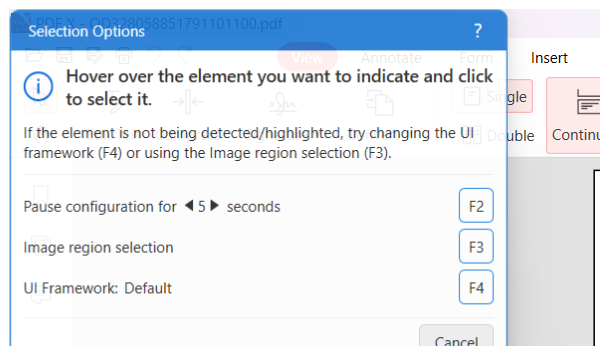 PDF X - OD328058851791101100.pdf
Selection Options
?
View
Annotate
Form
Insert
Hover over the element you want to indicate and click
to select it.
Single
Double
Continu
If the element is not being detected/highlighted, try changing the UI
framework (F4) or using the Image region selection (F3).
Pause configuration for 5 seconds
F2
Image region selection
F3
UI Framework: Default
F4
Cancel